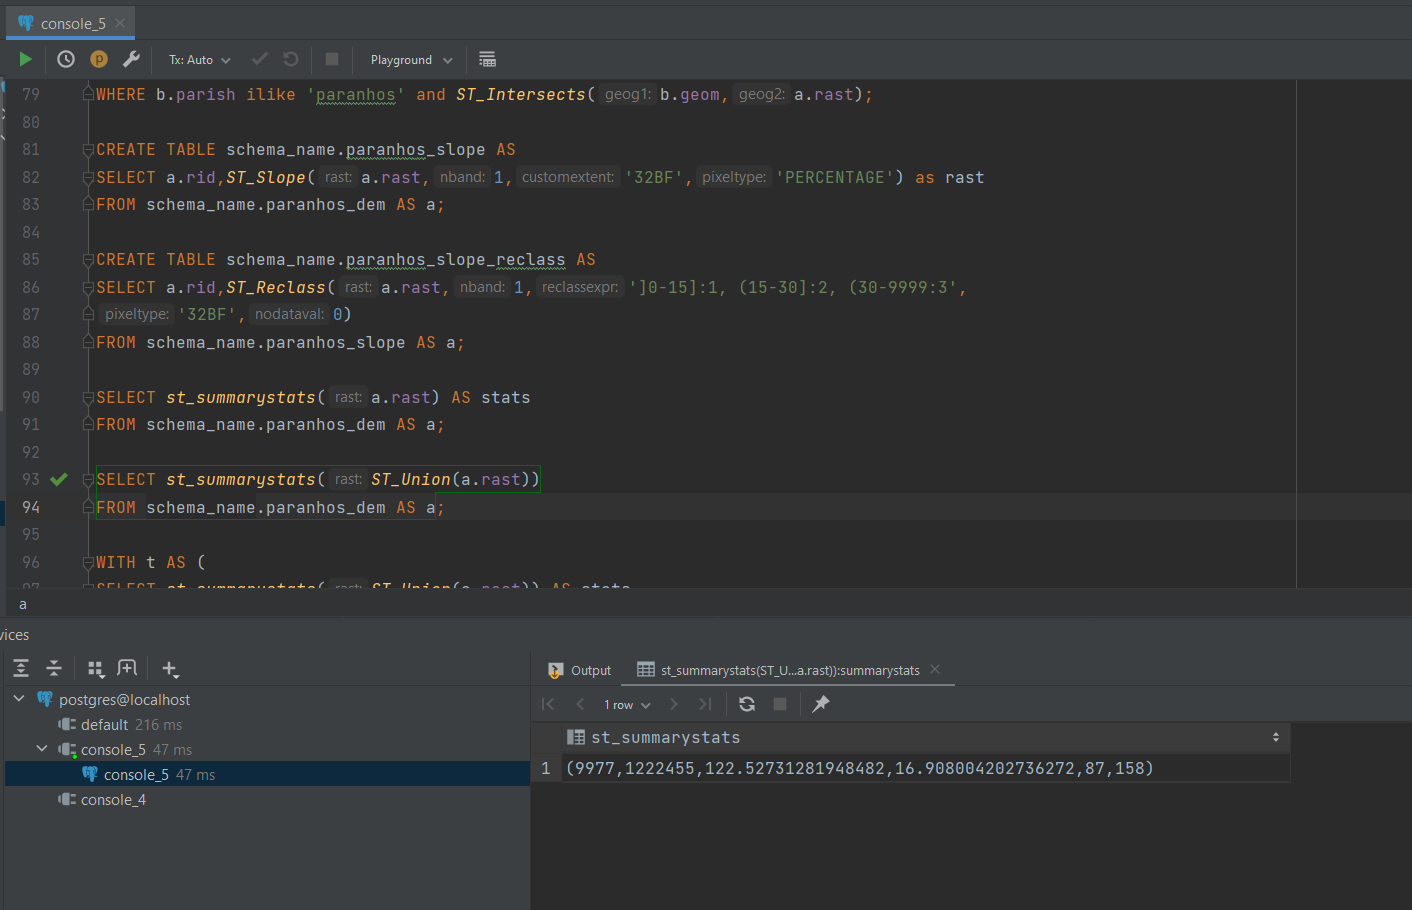 console_5
Tx: Auto Playground
79 WHERE b.parish ilike 'paranhos' and ST_Intersects( geog1: b.geom, geog2: a.rast);
80
81 CREATE TABLE schema_name.paranhos_slope AS
82 SELECT a.rid,ST_Slope( rast: a.rast, nband: 1, customextent: '32BF', pixeltype: 'PERCENTAGE') as rast
83 FROM schema_name.paranhos_dem AS a;
84
85 CREATE TABLE schema_name.paranhos_slope_reclass AS
86 SELECT a.rid,ST_Reclass( rast: a.rast, nband: 1, reclassexpr: ']0-15]:1, (15-30]:2, (30-9999:3',
87 pixeltype: '32BF', nodataval: 0)
88 FROM schema_name.paranhos_slope AS a;
89
90 SELECT st_summarystats( rast: a.rast) AS stats
91 FROM schema_name.paranhos_dem AS a;
92
93 SELECT st_summarystats( rast: ST_Union(a.rast))
94 FROM schema_name.paranhos_dem AS a;
95
96 WITH t AS (
97 SELECT st_summarystats( rast: ST_Union(a.rast)) AS stats
a
vices
Output st_summarystats(ST_U...a.rast)):summarystats
postgres@localhost
1 row
default 216 ms
console_5 47 ms
st_summarystats
console_5 47 ms
1 (9977,1222455,122.52731281948482,16.908004202736272,87,158)
console_4